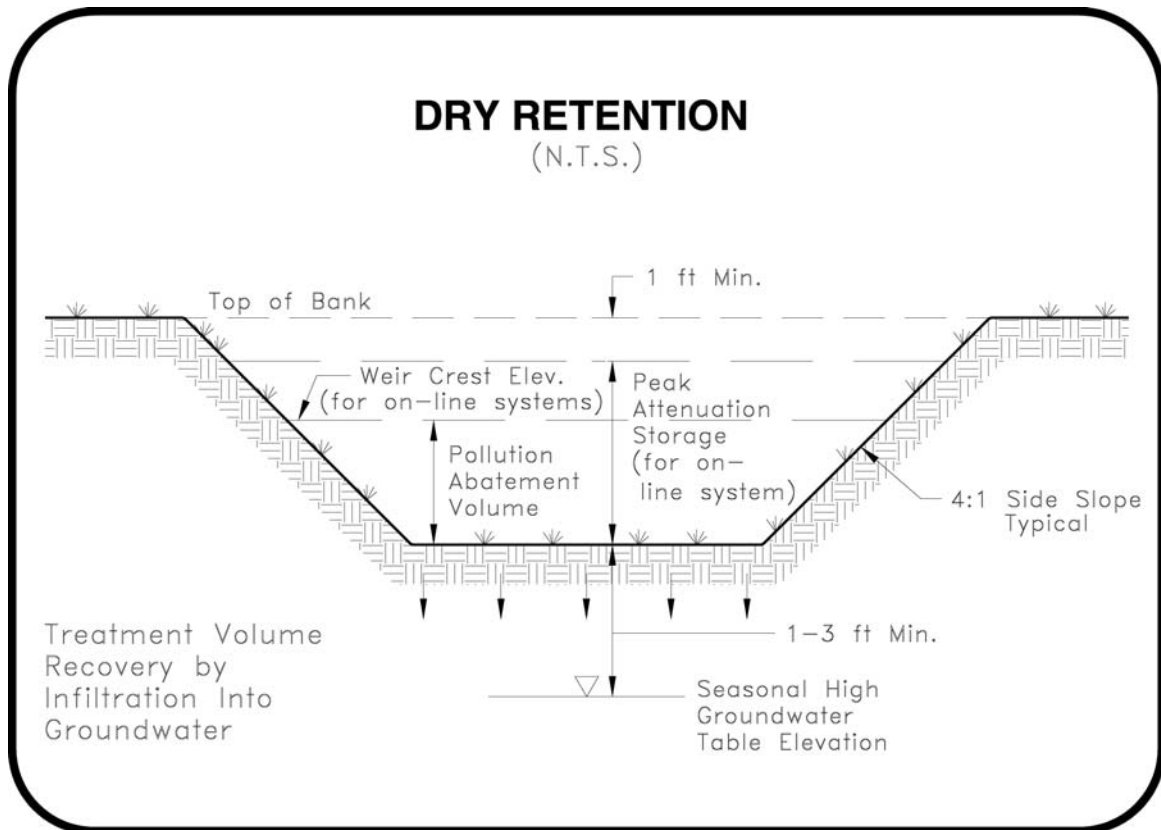 DRY RETENTION
(N.T.S.)
1 ft Min.
Top of Bank
Weir Crest Elev.
(for on-line systems)
Peak
Attenuation
Storage
(for on-
line system)
Pollution
Abatement
Volume
4:1 Side Slope
Typical
Treatment Volume
Recovery by
Infiltration Into
Groundwater
1-3 ft Min.
Seasonal High
Groundwater
Table Elevation